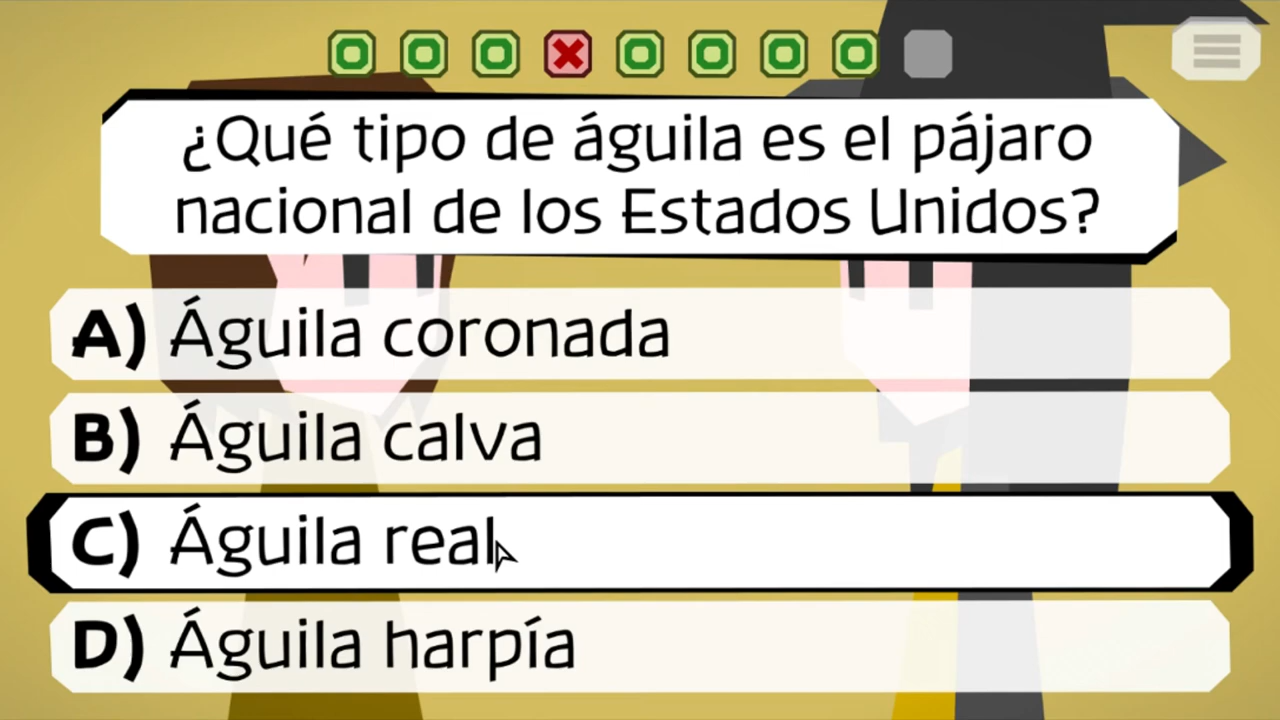 ¿Qué tipo de águila es el pájaro
nacional de los Estados Unidos?
A) Águila coronada
B) Águila calva
C) Águila real
D) Águila harpía